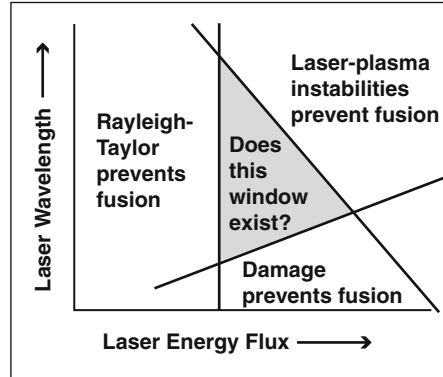 Laser Wavelength
Rayleigh-
Taylor
prevents
fusion
Does
this
window
exist?
Laser-plasma
instabilities
prevent fusion
Damage
prevents fusion
Laser Energy Flux